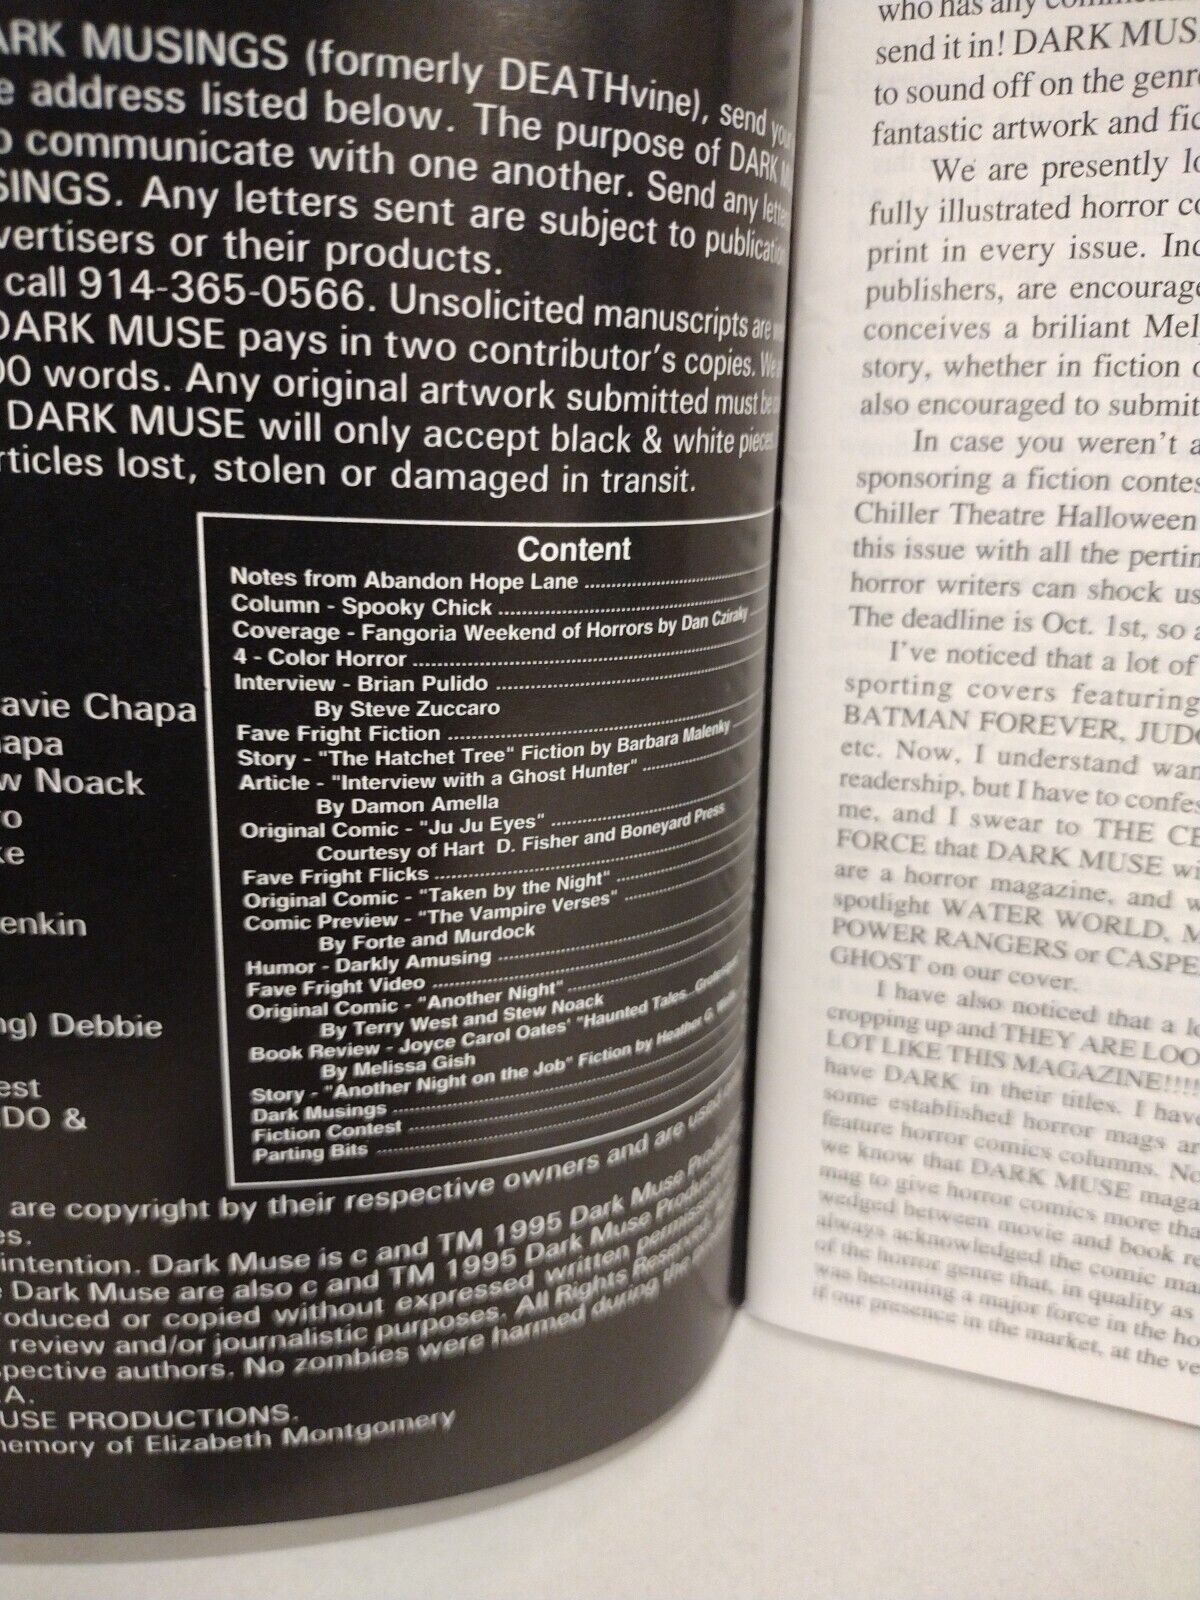 ARK MUSINGS (formerly DEATHvine), send
e address listed below. The purpose of DARK
o communicate with one another. Send any
SINGS. Any letters sent are subject to publication
vertisers or their products.
call 914-365-0566. Unsolicited manuscripts are
DARK MUSE pays in two contributor's copies. We
00 words. Any original artwork submitted must be
DARK MUSE will only accept black & white pieces
rticles lost, stolen or damaged in transit.
avie Chapa
hapa
w Noack
ro
ke
enkin
ng) Debbie
est
DO &
Content
Notes from Abandon Hope Lane
Column - Spooky Chick
Coverage - Fangoria Weekend of Horrors by Dan Cziraky
4 - Color Horror
Interview - Brian Pulido
By Steve Zuccaro
Fave Fright Fiction
Story - "The Hatchet Tree" Fiction by Barbara Malenky
Article - "Interview with a Ghost Hunter"
By Damon Amella
Original Comic - "Ju Ju Eyes"
Courtesy of Hart D. Fisher and Boneyard Press
Fave Fright Flicks
Original Comic - "Taken by the Night"
Comic Preview - "The Vampire Verses"
By Forte and Murdock
Humor - Darkly Amusing
Fave Fright Video
Original Comic - "Another Night"
By Terry West and Stew Noack
Book Review - Joyce Carol Oates' "Haunted Tales...
By Melissa Gish
Story - "Another Night on the Job" Fiction by Heather G.
Dark Musings
Fiction Contest
Parting Bits
are copyright by their respective owners and are used
es.
intention. Dark Muse is c and TM 1995 Dark Muse
e Dark Muse are also c and TM 1995 Dark Muse
roduced or copied without expressed written permission
review and/or journalistic purposes. All Rights Reserved.
spective authors. No zombies were harmed during the
.A.
USE PRODUCTIONS.
memory of Elizabeth Montgomery
who has any
send it in! DARK MUS
to sound off on the genre
fantastic artwork and fic
We are presently lo
fully illustrated horror co
print in every issue. Ind
publishers, are encourage
conceives a briliant Mel
story, whether in fiction o
also encouraged to submit
In case you weren't a
sponsoring a fiction contes
Chiller Theatre Halloween
this issue with all the pertin
horror writers can shock us
The deadline is Oct. 1st, so a
I've noticed that a lot of
sporting covers featuring
BATMAN FOREVER, JUD
etc. Now, I understand wan
readership, but I have to confes
me, and I swear to THE CE
FORCE that DARK MUSE wi
are a horror magazine, and w
spotlight WATER WORLD, M
POWER RANGERS or CASPE
GHOST on our cover.
I have also noticed that a l
cropping up and THEY ARE LOO
LOT LIKE THIS MAGAZINE!!!!!
have DARK in their titles. I have
some established horror mags ar
feature horror comics columns. No
we know that DARK MUSE maga
mag to give horror comics more tha
wedged between movie and book re
always acknowledged the comic ma
of the horror genre that, in quality as
was becoming a major force in the ho
if our presence in the market, at the ve